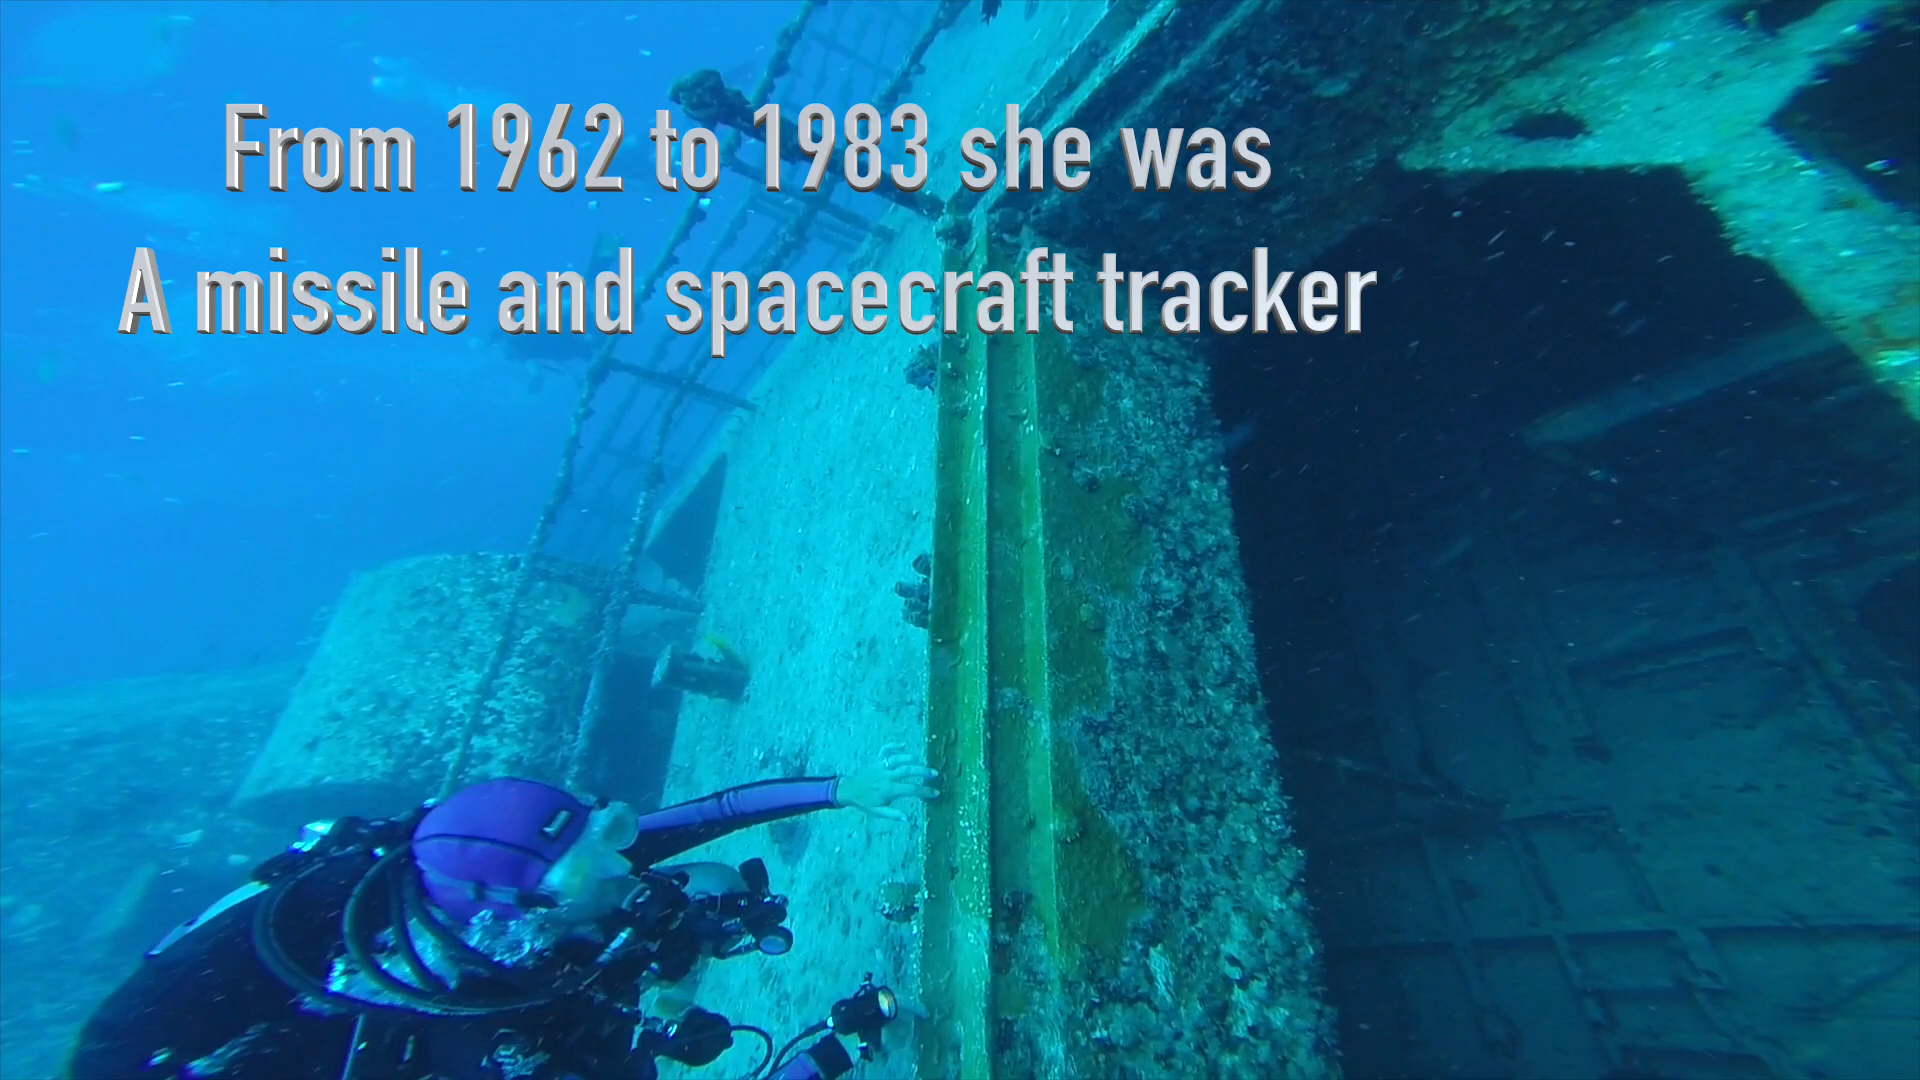 From 1962 to 1983 she was
A missile and spacecraft tracker